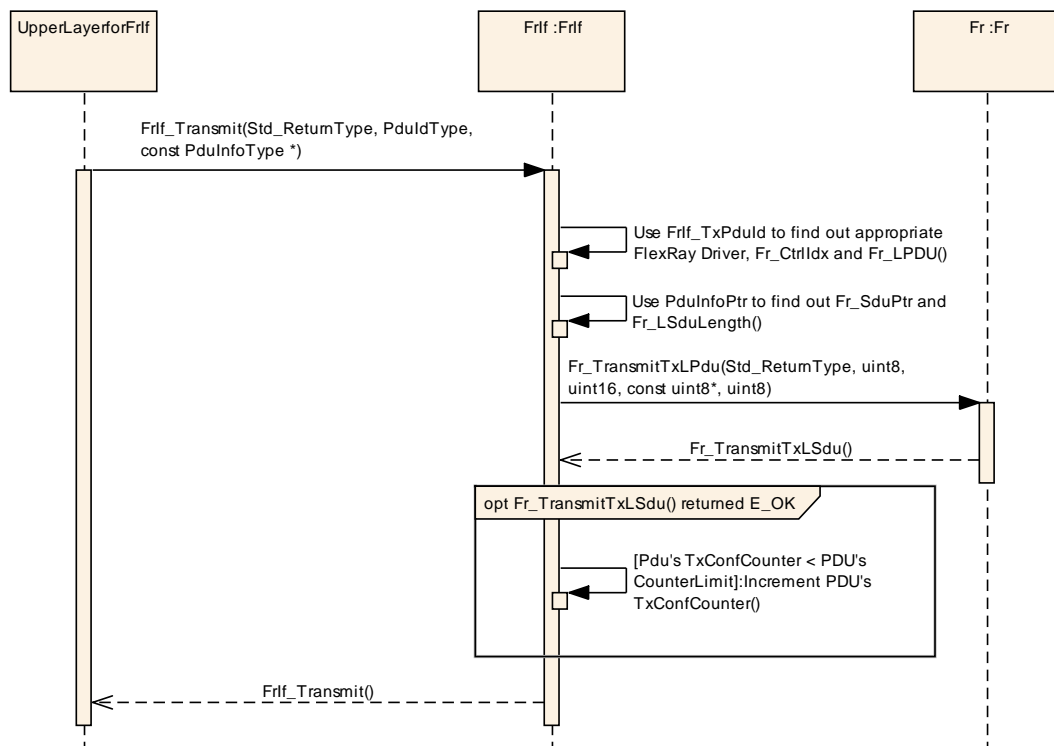 UpperLayerforFrIf
FrIf :FrIf
Fr :Fr
FrIf_Transmit(Std_ReturnType, PduIdType,
const PduInfoType *)
Use FrIf_TxPduId to find out appropriate
FlexRay Driver, Fr_CtrlIdx and Fr_LPDU()
Use PduInfoPtr to find out Fr_SduPtr and
Fr_LSduLength()
Fr_TransmitTxLPdu(Std_ReturnType, uint8,
uint16, const uint8*, uint8)
Fr_TransmitTxLSdu()
opt Fr_TransmitTxLSdu() returned E_OK
[Pdu's TxConfCounter < PDU's
CounterLimit]:Increment PDU's
TxConfCounter()
FrIf_Transmit()